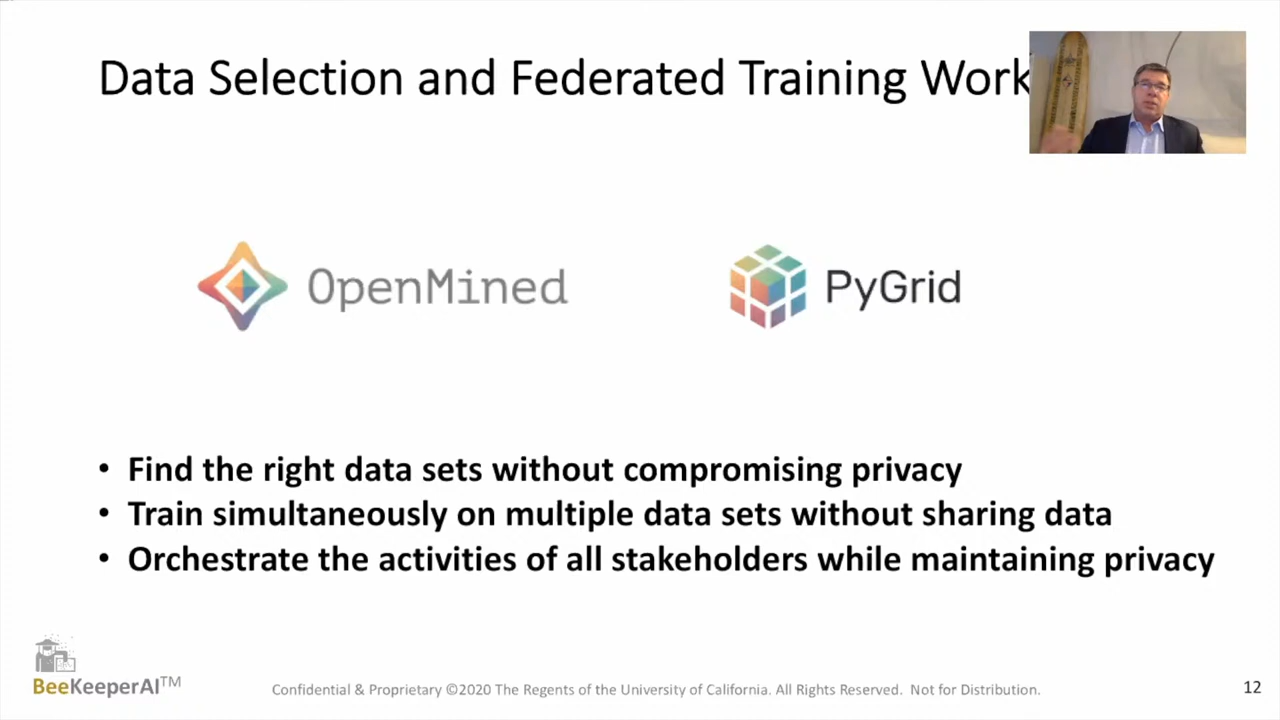 Data Selection and Federated Training Work
OpenMined
PyGrid
• Find the right data sets without compromising privacy
• Train simultaneously on multiple data sets without sharing data
• Orchestrate the activities of all stakeholders while maintaining privacy
BeeKeeperAI™
Confidential & Proprietary ©2020 The Regents of the University of California. All Rights Reserved. Not for Distribution.
12